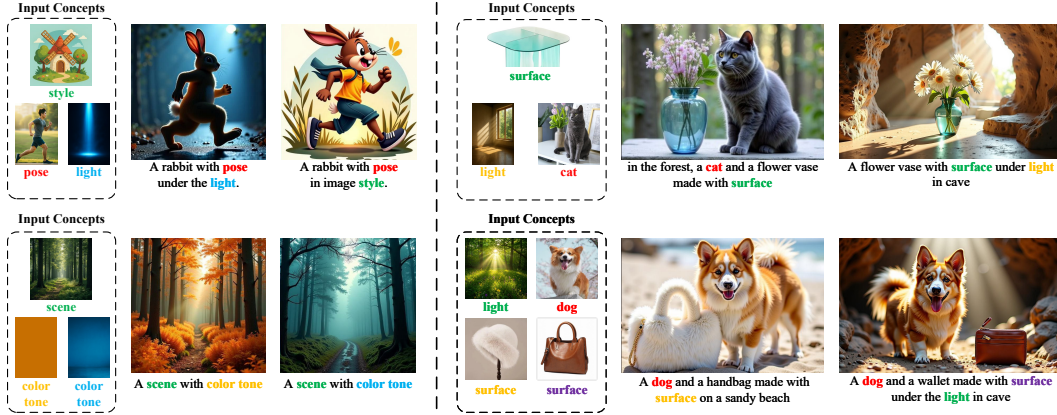 Input Concepts
style
pose
light
A rabbit with pose
under the light.
A rabbit with pose
in image style.
Input Concepts
surface
light
cat
in the forest, a cat and a flower vase
made with surface
A flower vase with surface under light
in cave
Input Concepts
scene
color
tone
color
tone
A scene with color tone
A scene with color tone
Input Concepts
light
dog
surface
surface
A dog and a handbag made with
surface on a sandy beach
A dog and a wallet made with surface
under the light in cave